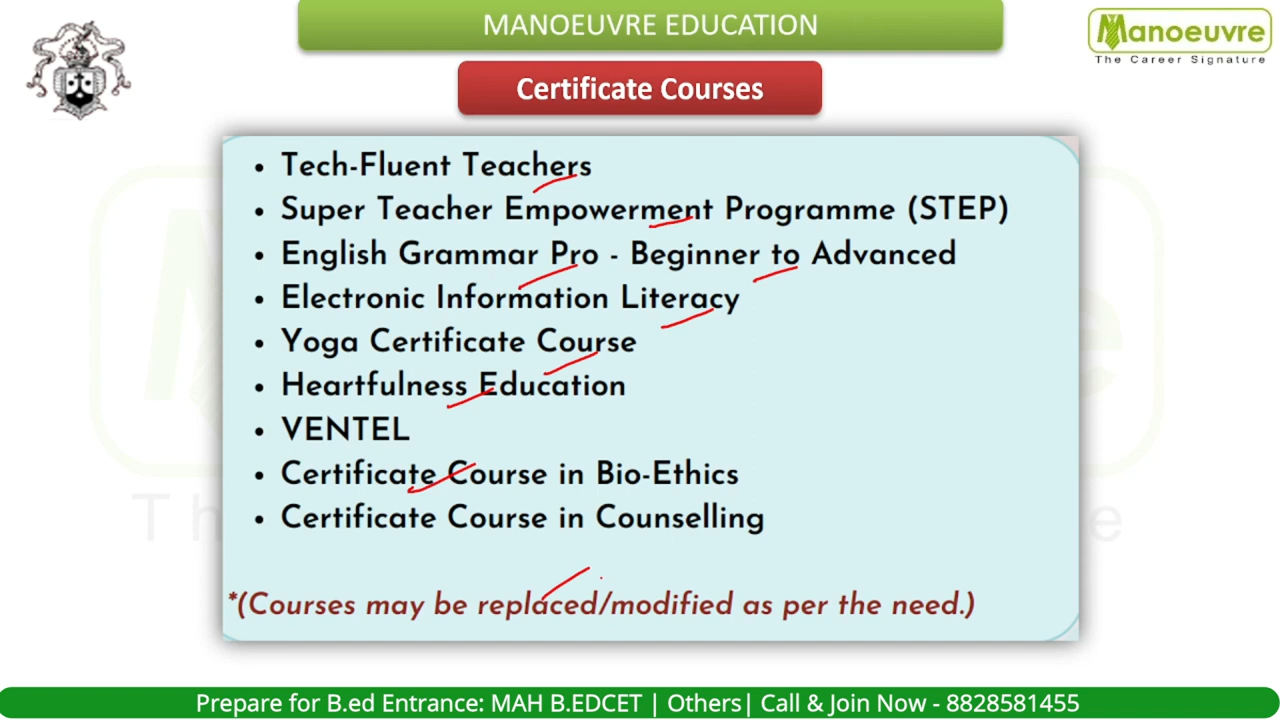 MANOEUVRE EDUCATION
Manoeuvre
The Career Signature
Certificate Courses
• Tech-Fluent Teachers
• Super Teacher Empowerment Programme (STEP)
• English Grammar Pro - Beginner to Advanced
• Electronic Information Literacy
• Yoga Certificate Course
• Heartfulness Education
• VENTEL
• Certificate Course in Bio-Ethics
• Certificate Course in Counselling
*(Courses may be replaced/modified as per the need.)
Prepare for B.ed Entrance: MAH B.EDCET | Others| Call & Join Now - 8828581455